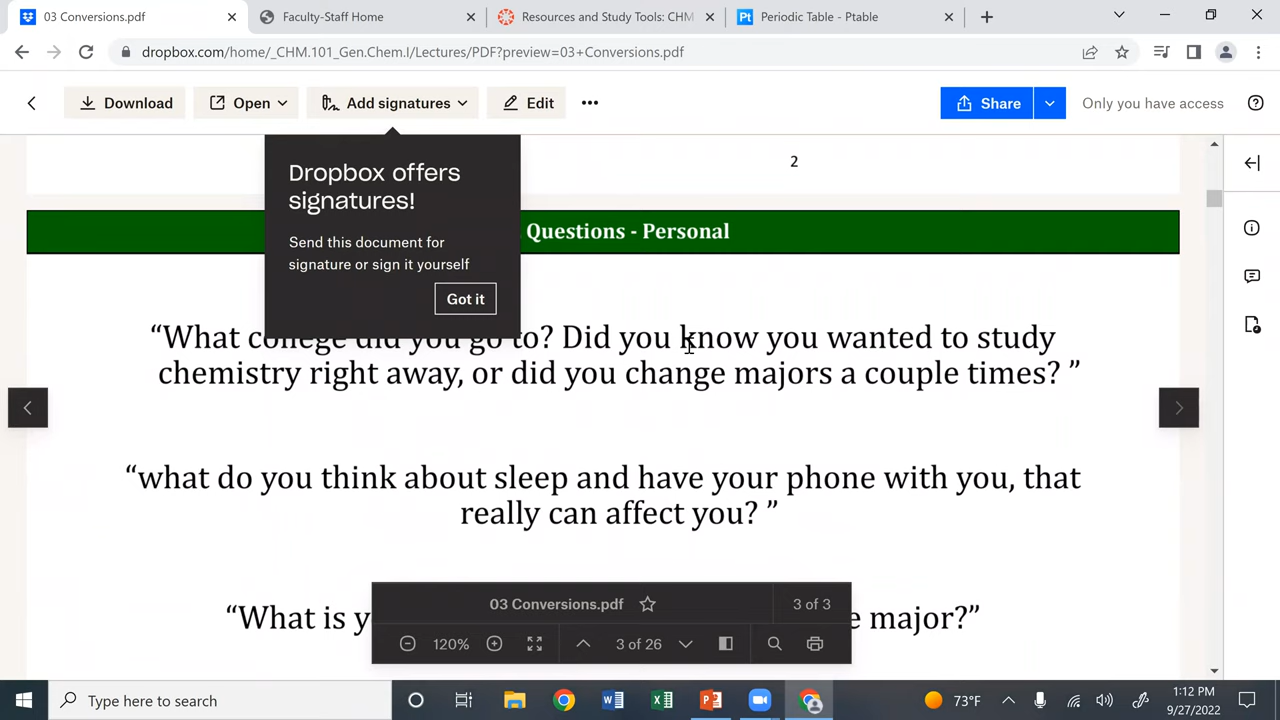 03 Conversions.pdf
Faculty-Staff Home
Resources and Study Tools: CHM
Periodic Table - Ptable
dropbox.com/home/_CHM.101_Gen.Chem.I/Lectures/PDF?preview=03+Conversions.pdf
Download
Open
Add signatures
Edit
Share
Only you have access
2
Dropbox offers
signatures!
Send this document for
signature or sign it yourself
Got it
Questions - Personal
“What college did you go to? Did you know you wanted to study
chemistry right away, or did you change majors a couple times? ”
“what do you think about sleep and have your phone with you, that
really can affect you? ”
“What is major?”
03 Conversions.pdf
3 of 3
120%
3 of 26
Type here to search
73°F
1:12 PM
9/27/2022